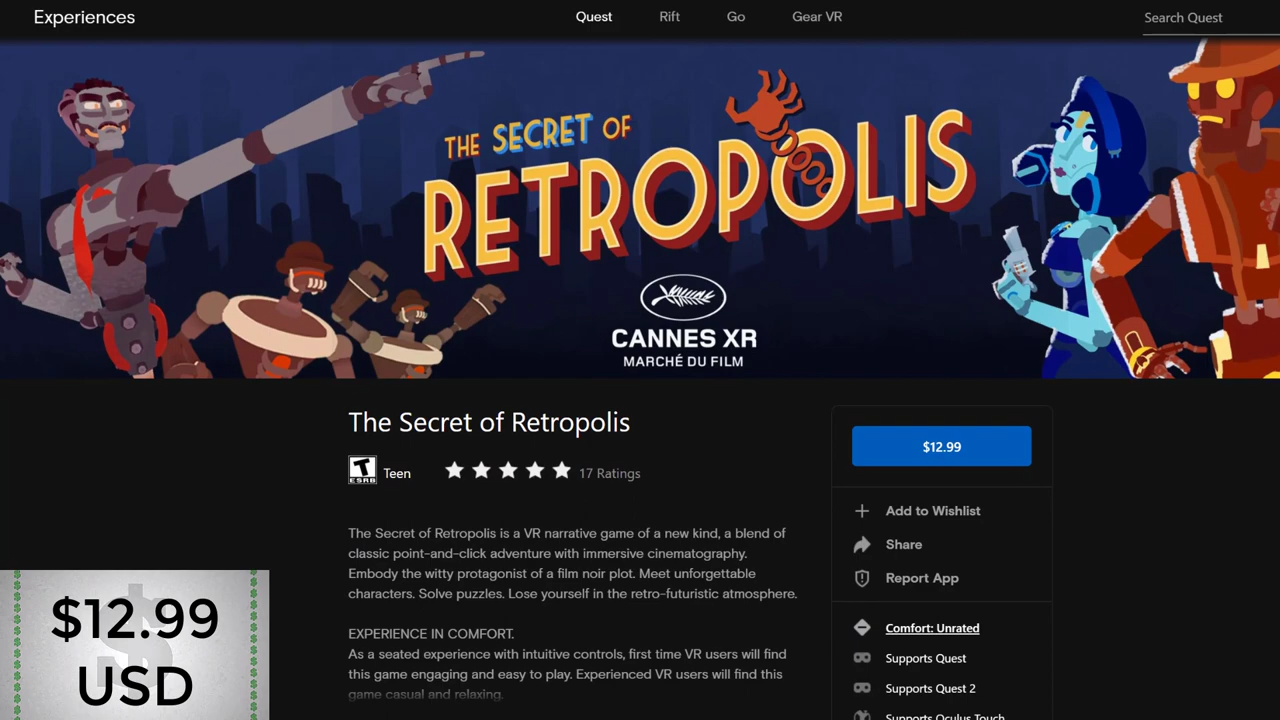 Experiences
Quest
Rift
Go
Gear VR
Search Quest
THE SECRET OF
RETROPOLIS
CANNES XR
MARCHÉ DU FILM
The Secret of Retropolis
T
ESRB
Teen
17 Ratings
The Secret of Retropolis is a VR narrative game of a new kind, a blend of
classic point-and-click adventure with immersive cinematography.
Embody the witty protagonist of a film noir plot. Meet unforgettable
characters. Solve puzzles. Lose yourself in the retro-futuristic atmosphere.
EXPERIENCE IN COMFORT.
As a seated experience with intuitive controls, first time VR users will find
this game engaging and easy to play. Experienced VR users will find this
game casual and relaxing.
$12.99
Add to Wishlist
Share
Report App
Comfort: Unrated
Supports Quest
Supports Quest 2
Supports Oculus Touch
$12.99
USD